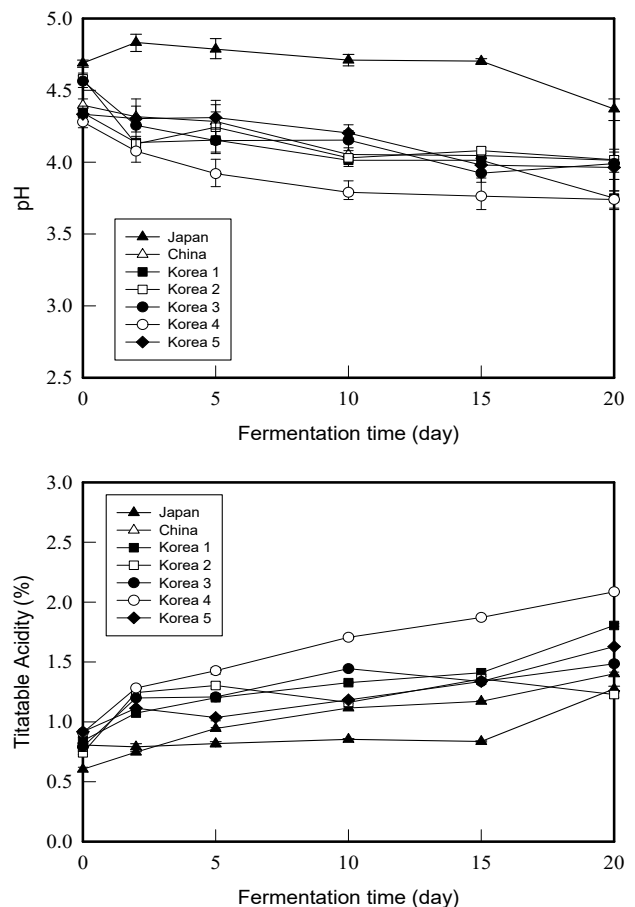 5.0
4.5
4.0
3.5
3.0
2.5
pH
Japan
China
Korea 1
Korea 2
Korea 3
Korea 4
Korea 5
0 5 10 15 20
Fermentation time (day)
3.0
2.5
2.0
1.5
1.0
0.5
0.0
Titatable Acidity (%)
Japan
China
Korea 1
Korea 2
Korea 3
Korea 4
Korea 5
0 5 10 15 20
Fermentation time (day)